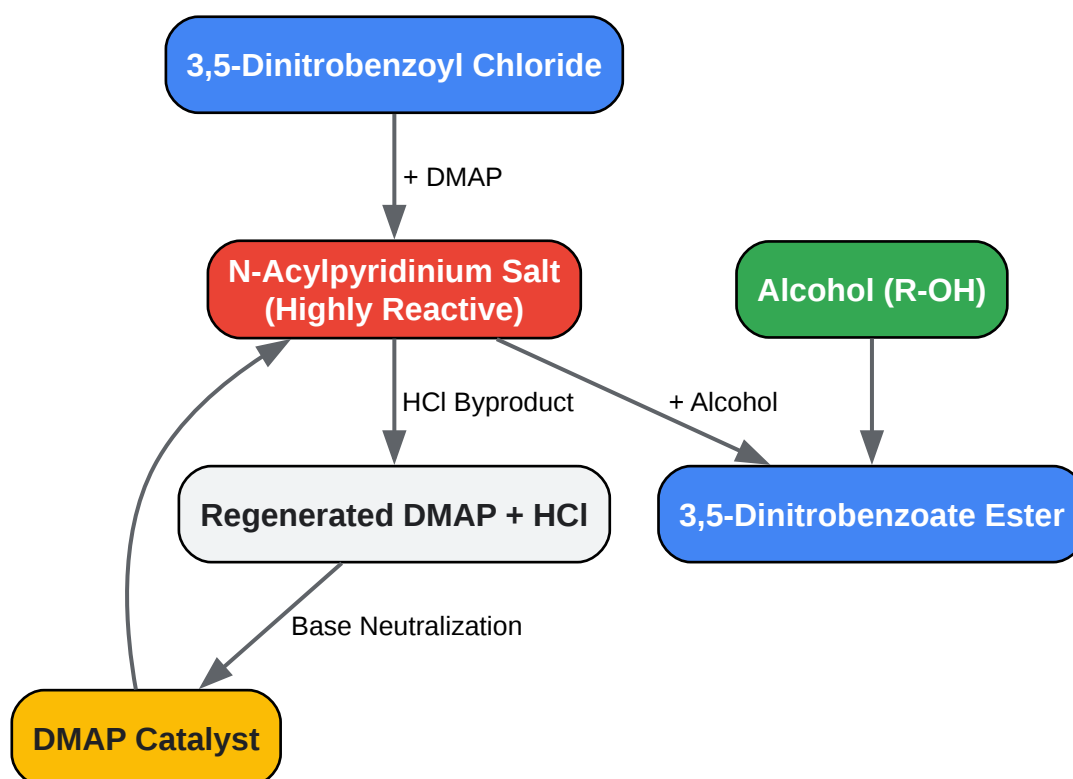 3,5-Dinitrobenzoyl Chloride
+ DMAP
N-Acylpyridinium Salt
(Highly Reactive)
Alcohol (R-OH)
HCl Byproduct
+ Alcohol
Regenerated DMAP + HCl
3,5-Dinitrobenzoate Ester
Base Neutralization
DMAP Catalyst